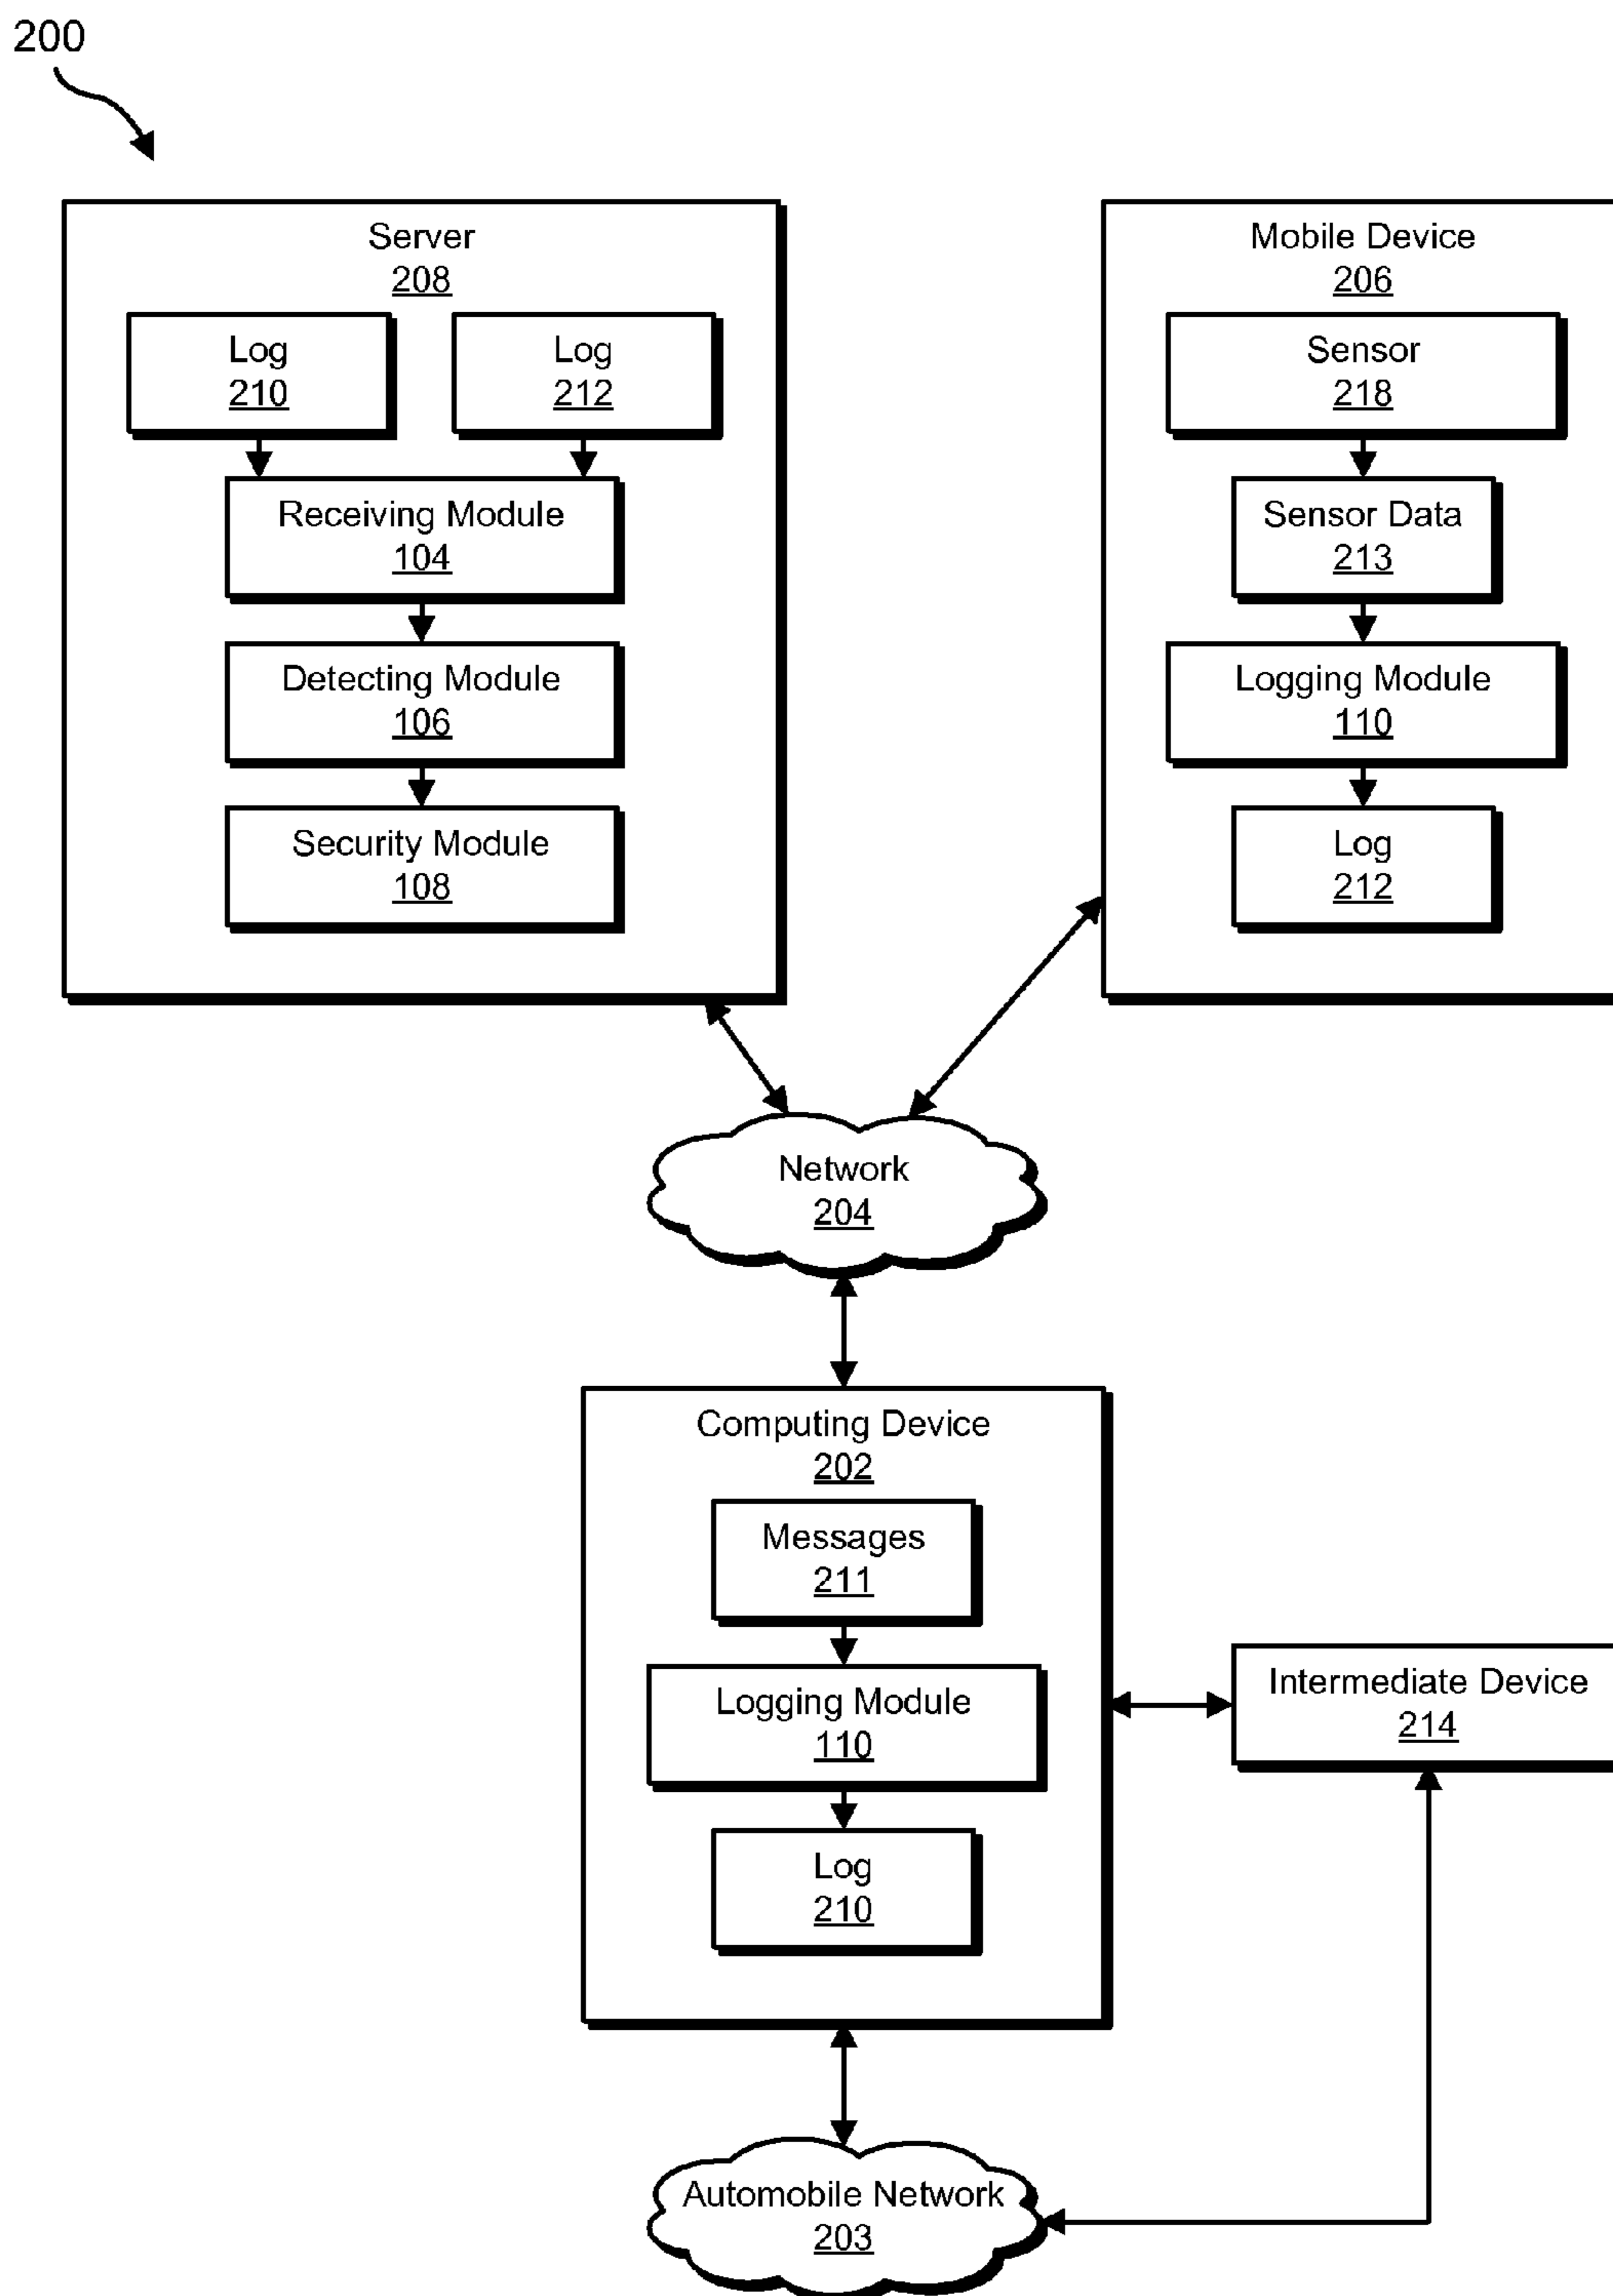 200
Server
208
Log
210
Log
212
Receiving Module
104
Detecting Module
106
Security Module
108
Mobile Device
206
Sensor
218
Sensor Data
213
Logging Module
110
Log
212
Network
204
Computing Device
202
Messages
211
Logging Module
110
Log
210
Intermediate Device
214
Automobile Network
203